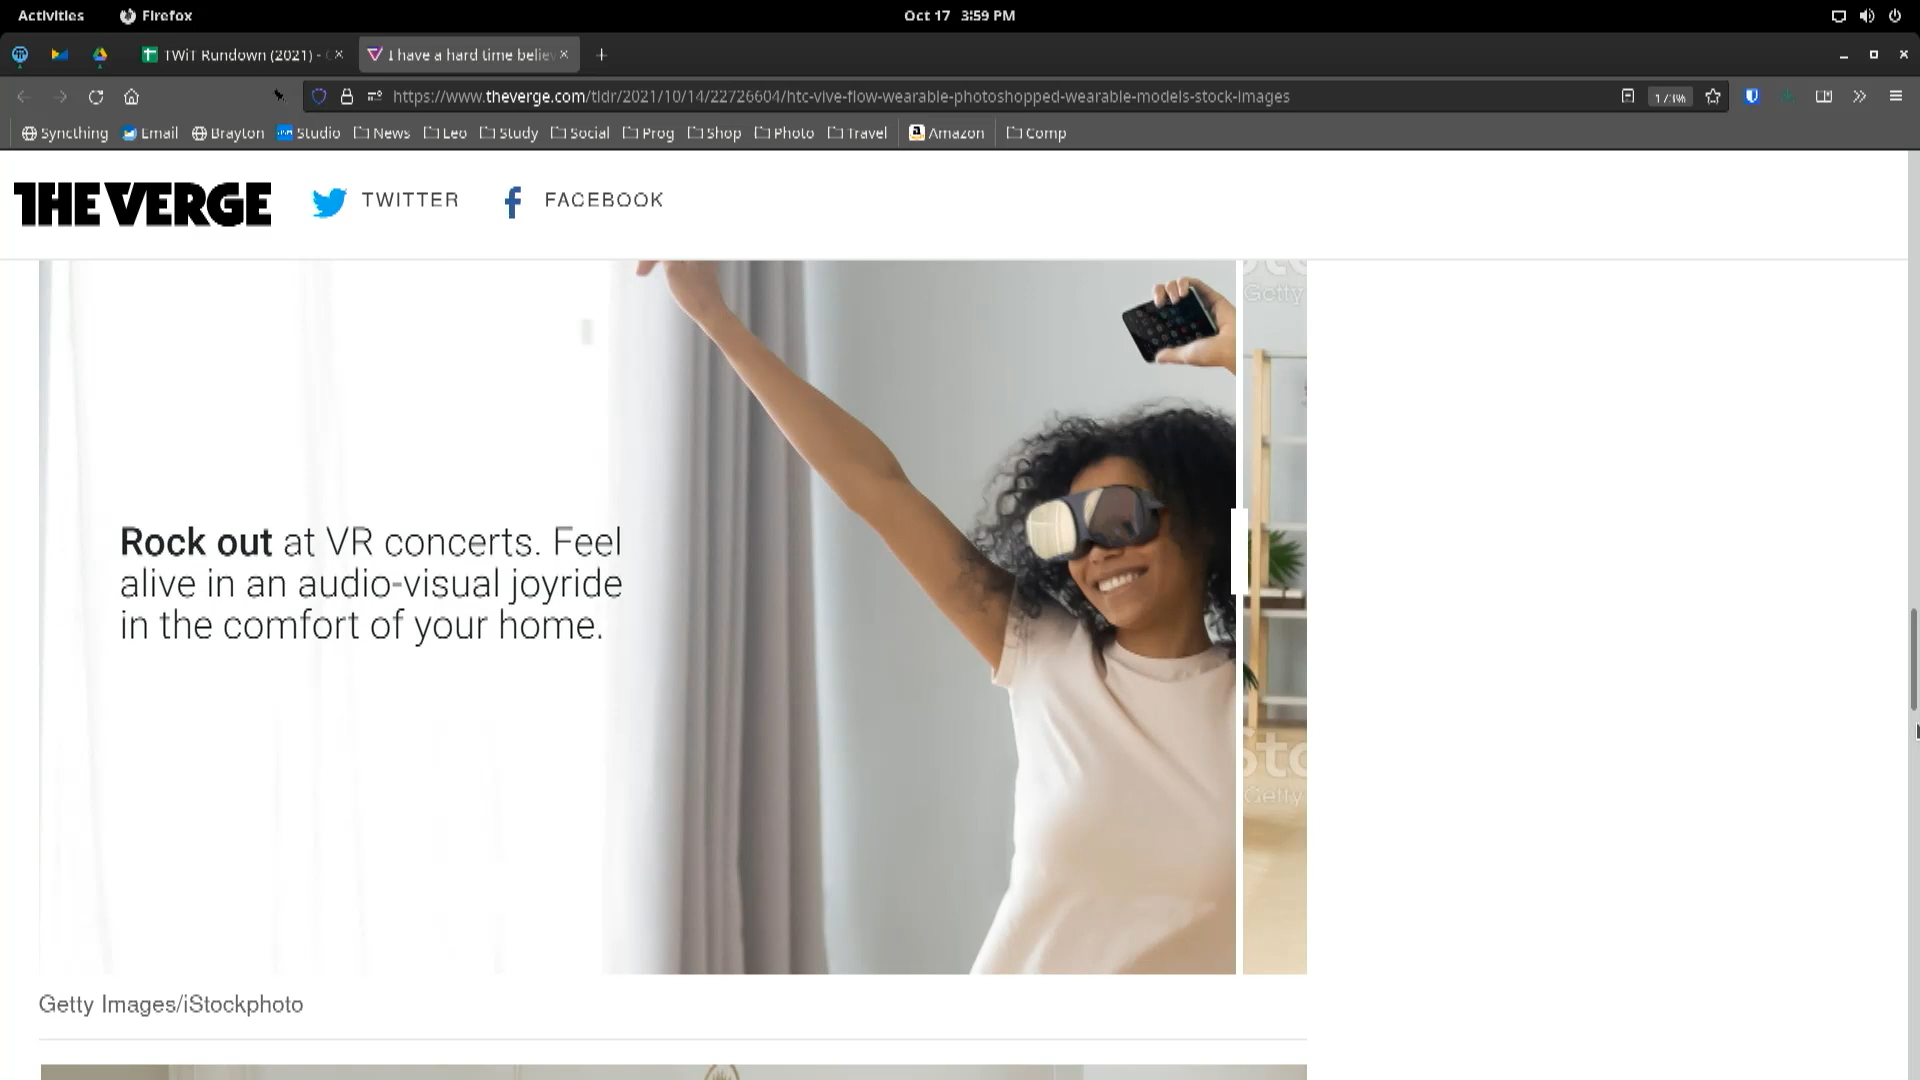 Activities Firefox Oct 17 3:59 PM
TWiT Rundown (2021) - I have a hard time believ
https://www.theverge.com/tldr/2021/10/14/22726604/htc-vive-flow-wearable-photoshopped-wearable-models-stock-images 173%
Syncthing Email Brayton Studio News Leo Study Social Prog Shop Photo Travel Amazon Comp
THE VERGE TWITTER FACEBOOK
Getty
Rock out at VR concerts. Feel
alive in an audio-visual joyride
in the comfort of your home.
Sto
Getty
Getty Images/iStockphoto